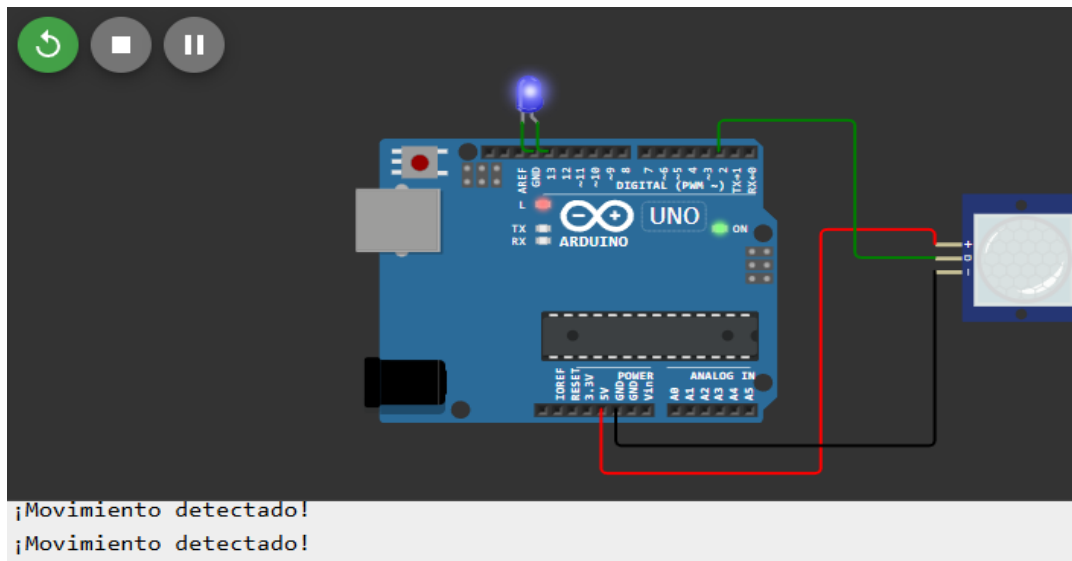 AREF
GND
13
12
~11
~10
~9
8
7
~6
~5
4
~3
2
TX→1
RX←0
DIGITAL (PWM ~)
L
TX
RX
ARDUINO
UNO
ON
+
D
-
IOREF
RESET
3.3V
5V
GND
GND
Vin
POWER
ANALOG IN
A0
A1
A2
A3
A4
A5
¡Movimiento detectado!
¡Movimiento detectado!